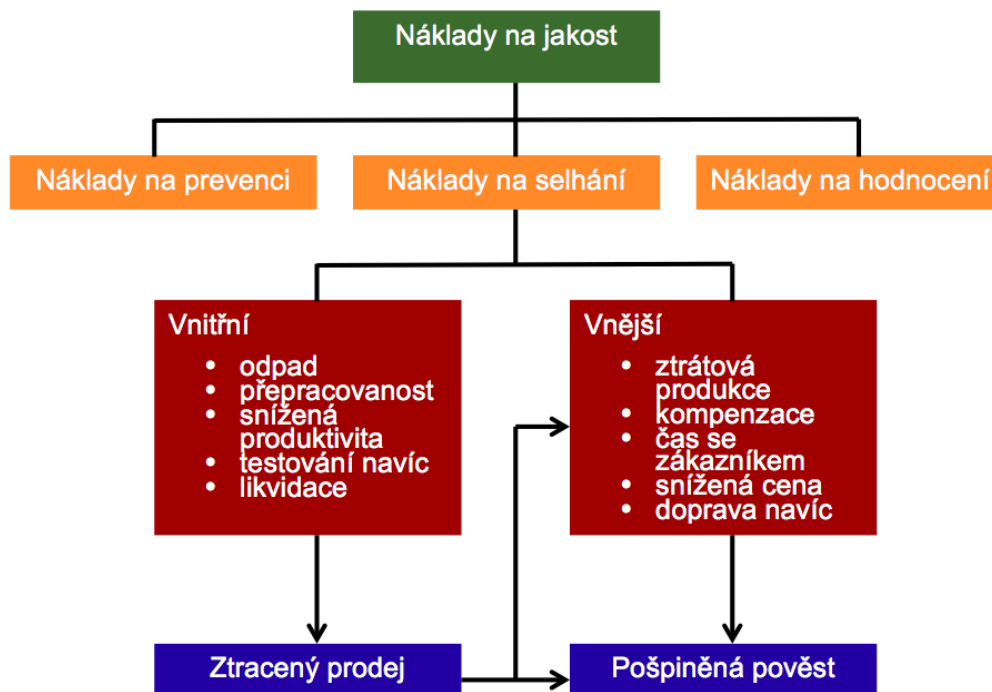 Náklady na jakost
Náklady na prevenci
Náklady na selhání
Náklady na hodnocení
Vnitřní
• odpad
• přepracovanost
• snížená
produktivita
• testování navíc
• likvidace
Vnější
• ztrátová
produkce
• kompenzace
• čas se
zákazníkem
• snížená cena
• doprava navíc
Ztracený prodej
Pošpiněná pověst